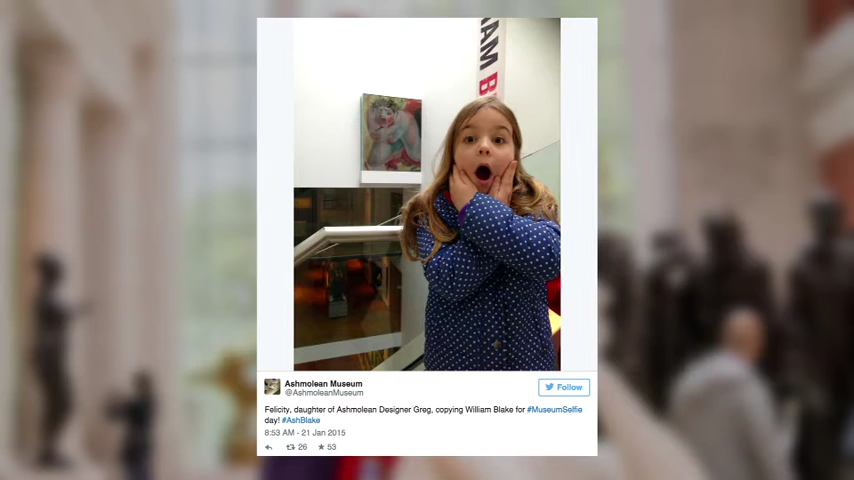 AM B
Ashmolean Museum
@AshmoleanMuseum
Follow
Felicity, daughter of Ashmolean Designer Greg, copying William Blake for #MuseumSelfie
day! #AshBlake
8:53 AM - 21 Jan 2015
26 53